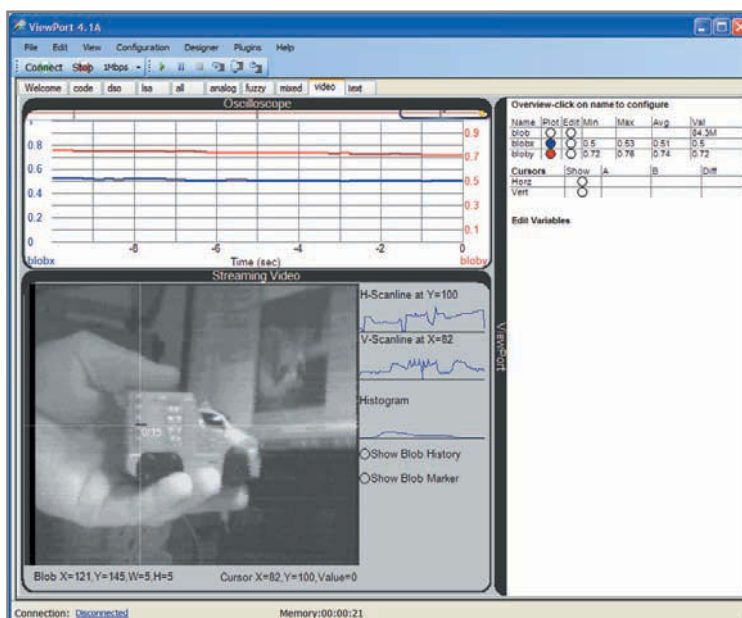 ViewPort 4.1A
File Edit View Configuration Designer Plugins Help
Connect Stop 1Mbps
Welcome code dso lsa all analog fuzzy mixed video text
Oscilloscope
1
0.8
0.6
0.4
0.2
0
blobx
-8 -6 -4 -2 0
Time (sec)
0.9
0.7
0.5
0.3
0.1
bloby
Streaming Video
H-Scanline at Y=100
V-Scanline at X=82
Histogram
Show Blob History
Show Blob Marker
Blob X=121,Y=145,W=5,H=5 Cursor X=82,Y=100,Value=0
ViewPort
Overview-click on name to configure
Name Plot Edit Min Max Avg Val
blob 84.3M
blobx 0.5 0.53 0.51 0.5
bloby 0.72 0.76 0.74 0.72
Cursors Show A B Diff
Horz
Vert
Edit Variables
Connection: Disconnected Memory:00:00:21